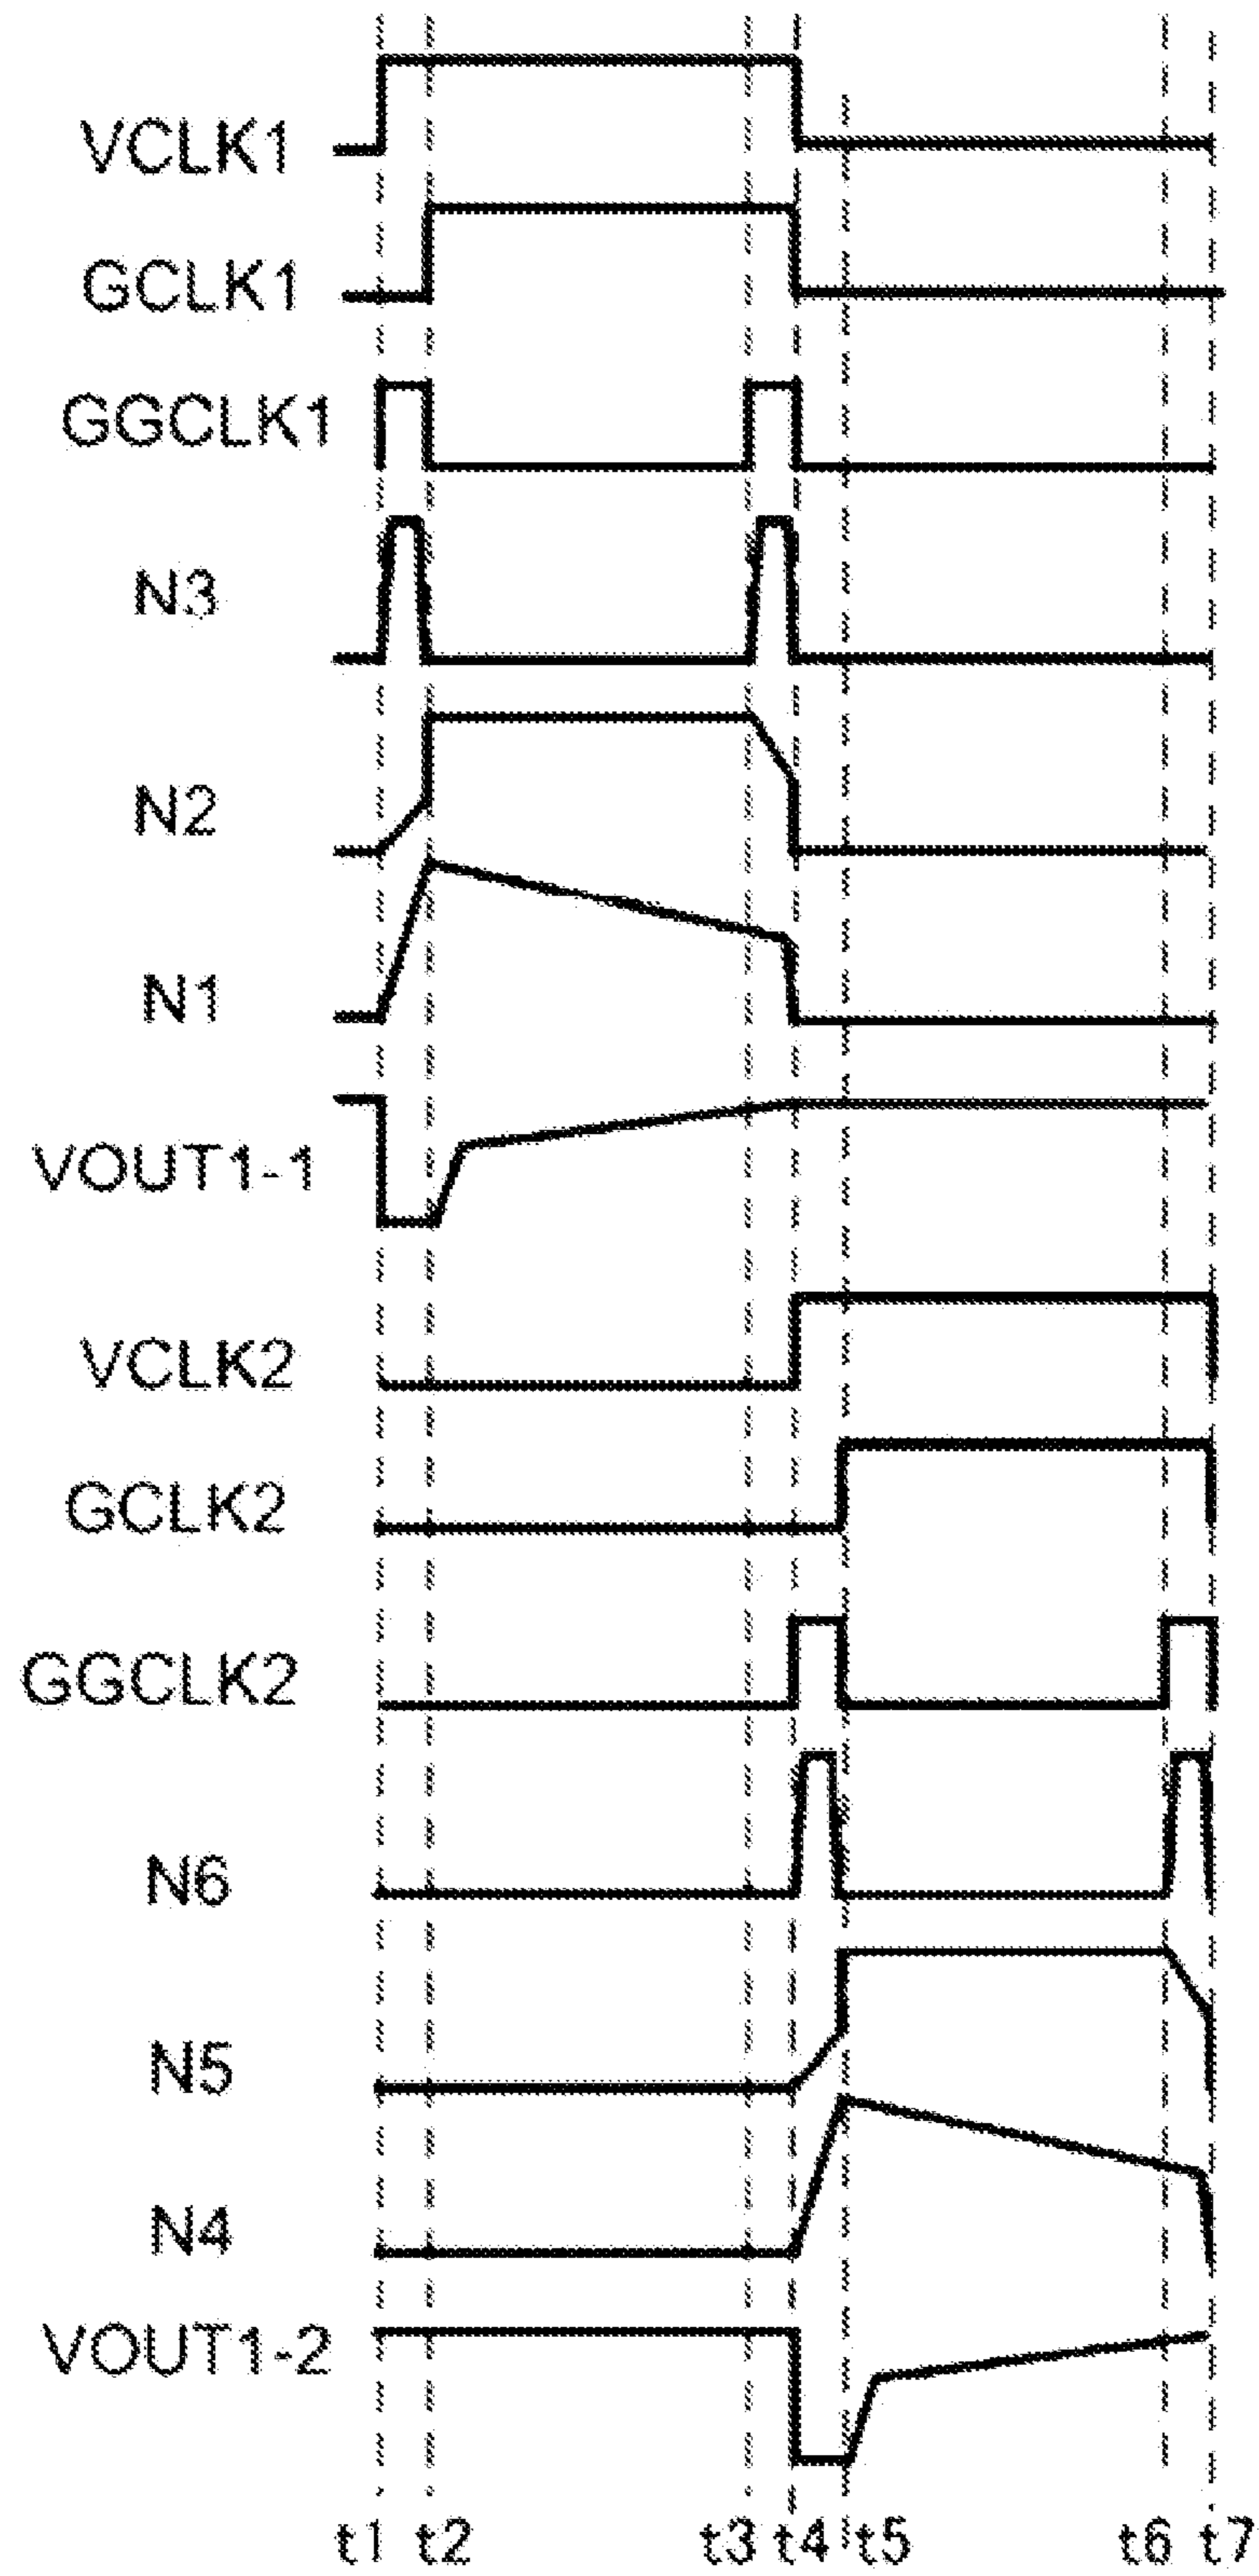 VCLK1
GCLK1
GGCLK1
N3
N2
N1
VOUT1-1
VCLK2
GCLK2
GGCLK2
N6
N5
N4
VOUT1-2
t1 t2 t3 t4 t5 t6 t7